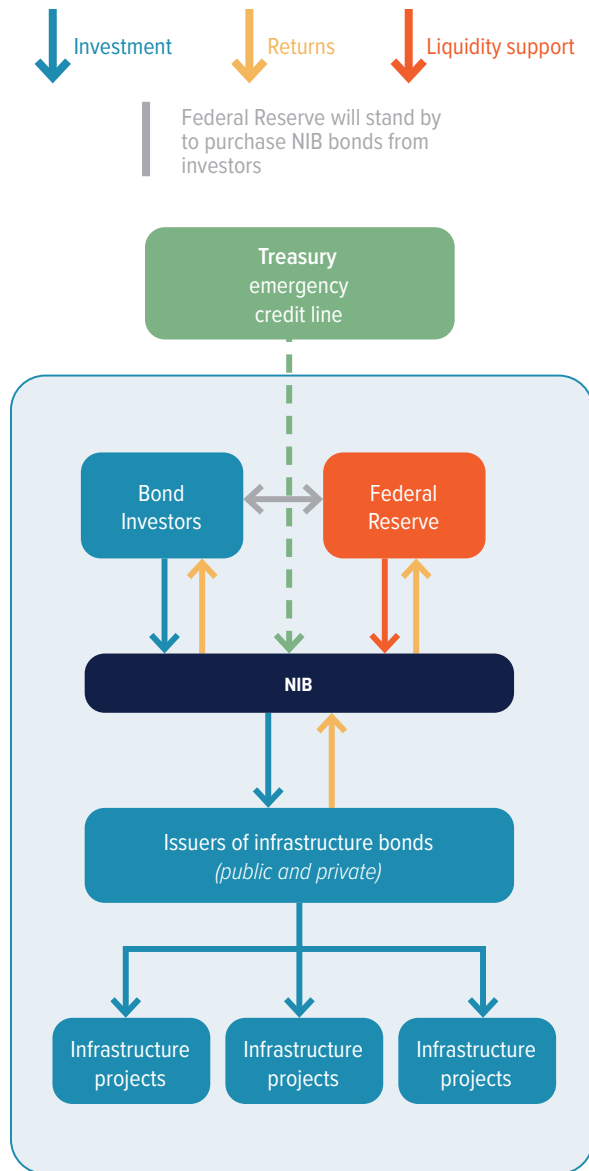 Investment
Returns
Liquidity support
Federal Reserve will stand by
to purchase NIB bonds from
investors
Treasury
emergency
credit line
Bond
Investors
Federal
Reserve
NIB
Issuers of infrastructure bonds
(public and private)
Infrastructure
projects
Infrastructure
projects
Infrastructure
projects